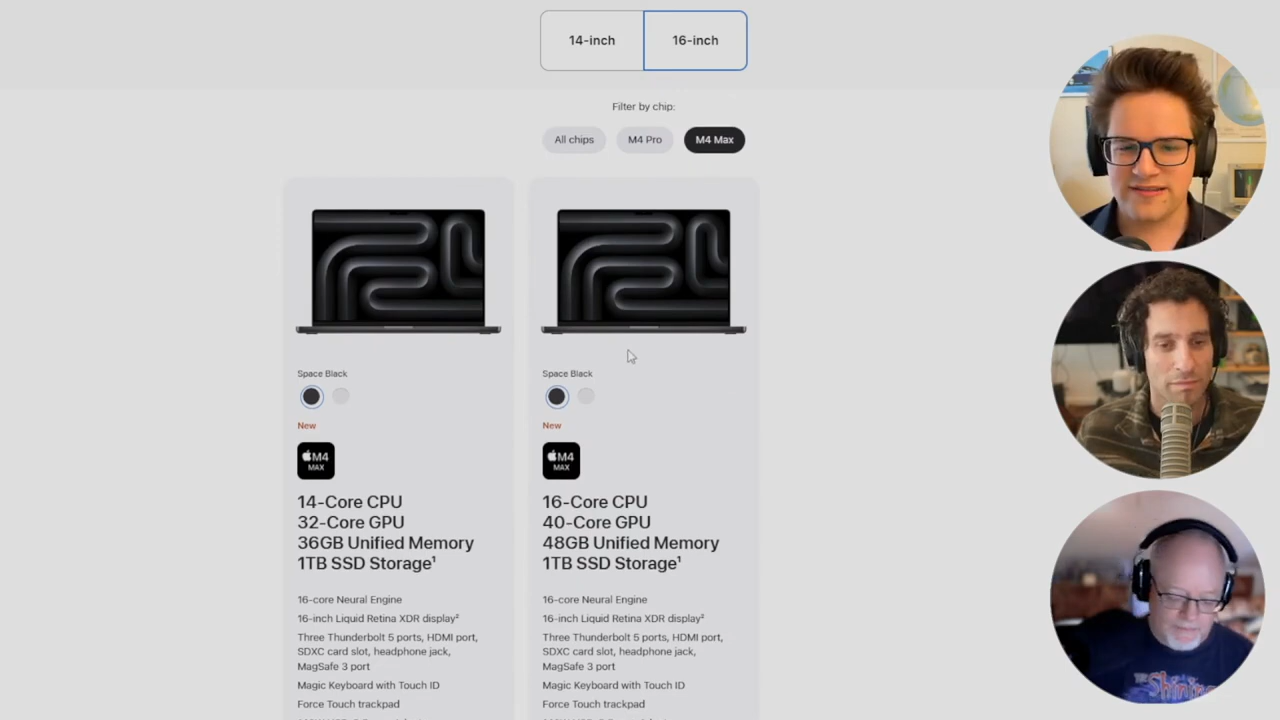 14-inch
16-inch
Filter by chip:
All chips
M4 Pro
M4 Max
Space Black
New
M4
MAX
14-Core CPU
32-Core GPU
36GB Unified Memory
1TB SSD Storage¹
16-core Neural Engine
16-inch Liquid Retina XDR display²
Three Thunderbolt 5 ports, HDMI port,
SDXC card slot, headphone jack,
MagSafe 3 port
Magic Keyboard with Touch ID
Force Touch trackpad
Space Black
New
M4
MAX
16-Core CPU
40-Core GPU
48GB Unified Memory
1TB SSD Storage¹
16-core Neural Engine
16-inch Liquid Retina XDR display²
Three Thunderbolt 5 ports, HDMI port,
SDXC card slot, headphone jack,
MagSafe 3 port
Magic Keyboard with Touch ID
Force Touch trackpad
The Shining